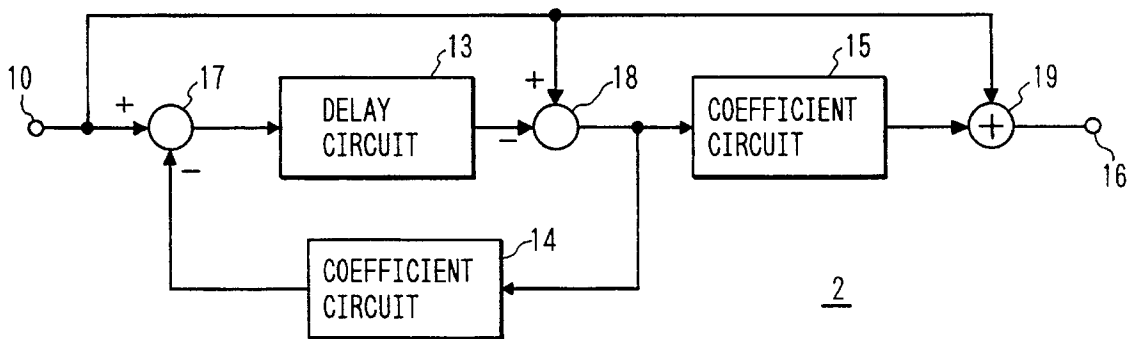 13
15
10
17
+
18
19
+
DELAY
CIRCUIT
COEFFICIENT
CIRCUIT
+
−
−
16
14
COEFFICIENT
CIRCUIT
2